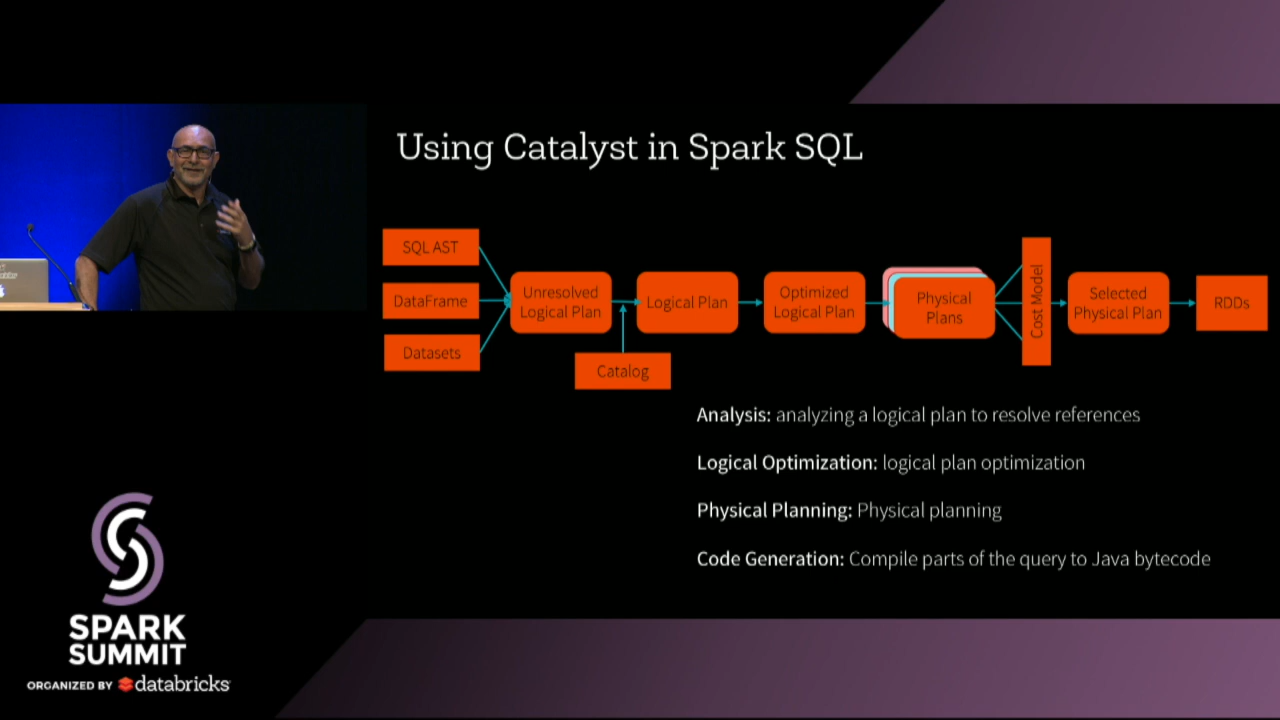 Using Catalyst in Spark SQL
SQL AST
DataFrame
Datasets
Unresolved
Logical Plan
Catalog
Logical Plan
Optimized
Logical Plan
Physical
Plans
Cost Model
Selected
Physical Plan
RDDs
Analysis: analyzing a logical plan to resolve references
Logical Optimization: logical plan optimization
Physical Planning: Physical planning
Code Generation: Compile parts of the query to Java bytecode
SPARK
SUMMIT
ORGANIZED BY databricks